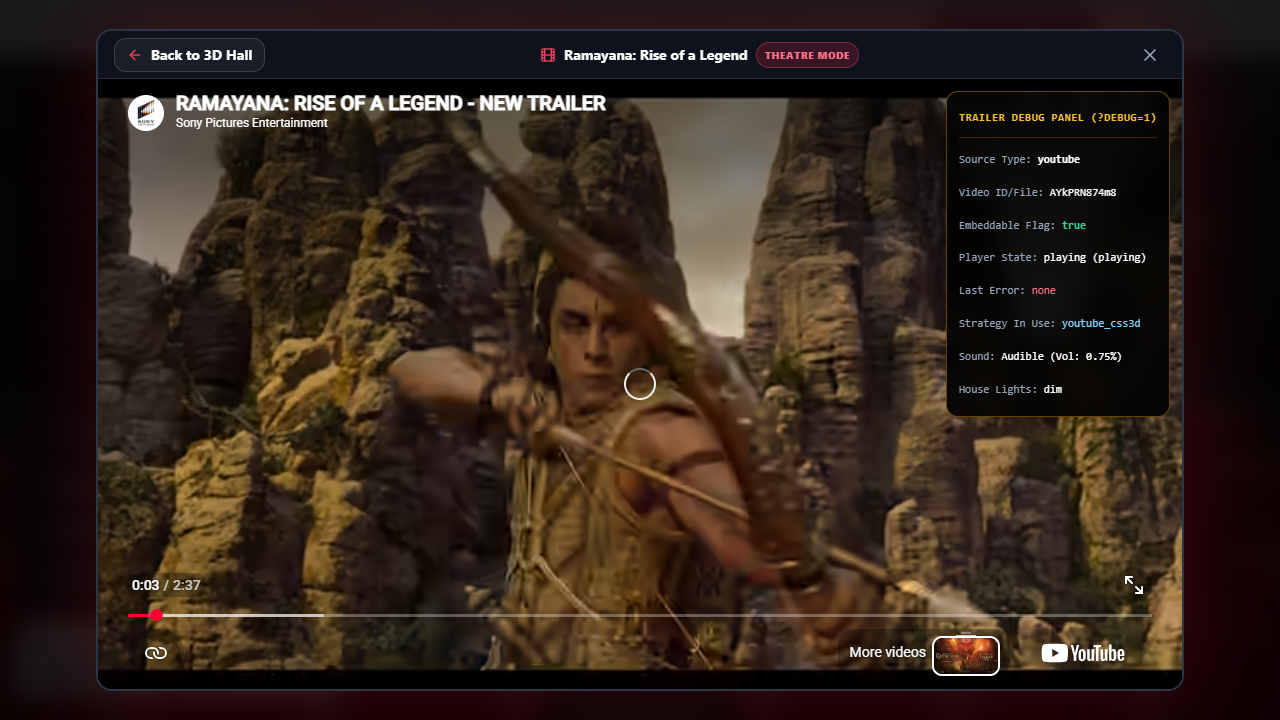 Back to 3D Hall
Ramayana: Rise of a Legend
THEATRE MODE
RAMAYANA: RISE OF A LEGEND - NEW TRAILER
Sony Pictures Entertainment
SONY
TRAILER DEBUG PANEL (?DEBUG=1)
Source Type: youtube
Video ID/File: AYkPRN874m8
Embeddable Flag: true
Player State: playing (playing)
Last Error: none
Strategy In Use: youtube_css3d
Sound: Audible (Vol: 0.75%)
House Lights: dim
0:03 / 2:37
More videos
YouTube